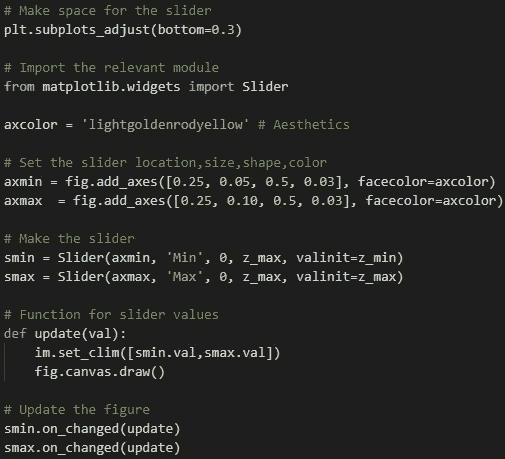 # Make space for the slider
plt.subplots_adjust(bottom=0.3)
# Import the relevant module
from matplotlib.widgets import Slider
axcolor = 'lightgoldenrodyellow' # Aesthetics
# Set the slider location,size,shape,color
axmin = fig.add_axes([0.25, 0.05, 0.5, 0.03], facecolor=axcolor)
axmax  = fig.add_axes([0.25, 0.10, 0.5, 0.03], facecolor=axcolor)
# Make the slider
smin = Slider(axmin, 'Min', 0, z_max, valinit=z_min)
smax = Slider(axmax, 'Max', 0, z_max, valinit=z_max)
# Function for slider values
def update(val):
    im.set_clim([smin.val,smax.val])
    fig.canvas.draw()
# Update the figure
smin.on_changed(update)
smax.on_changed(update)